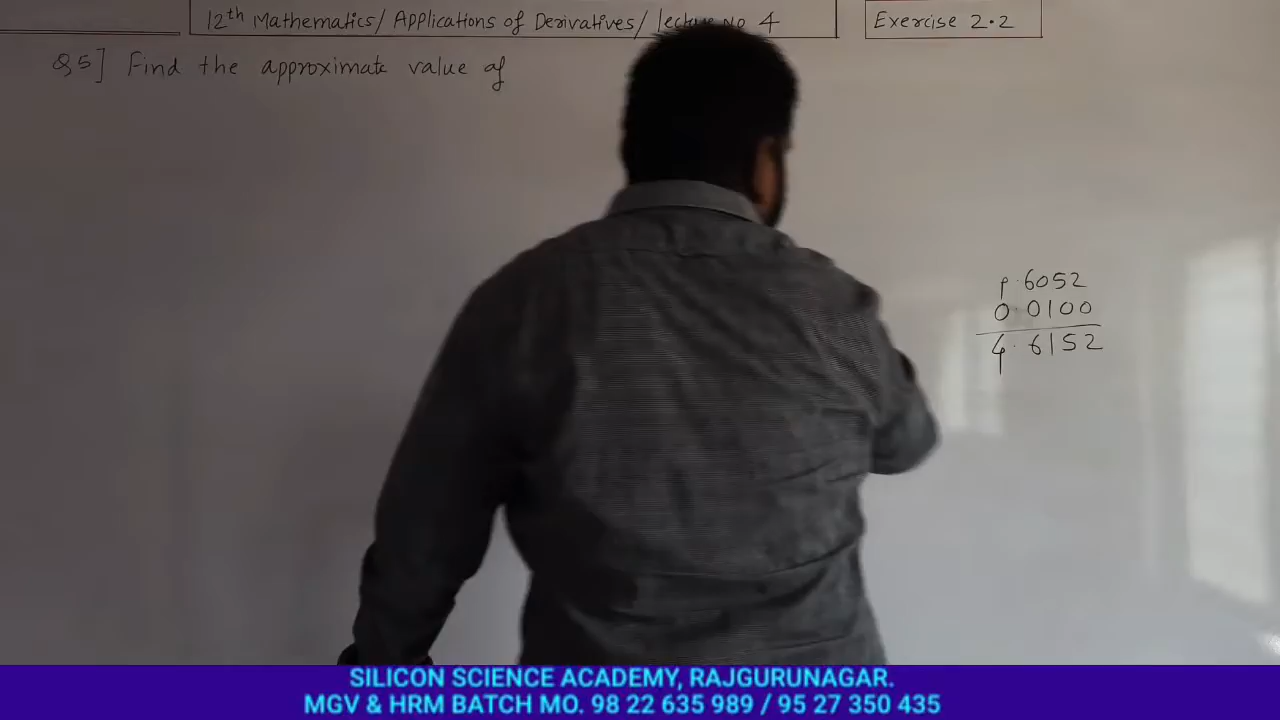 12th Mathematics/ Applications of Derivatives/ Lecture No 4
Exercise 2.2
Q5] Find the approximate value of
.6052
0.0100
4.6152
SILICON SCIENCE ACADEMY, RAJGURUNAGAR.
MGV & HRM BATCH MO. 98 22 635 989 / 95 27 350 435